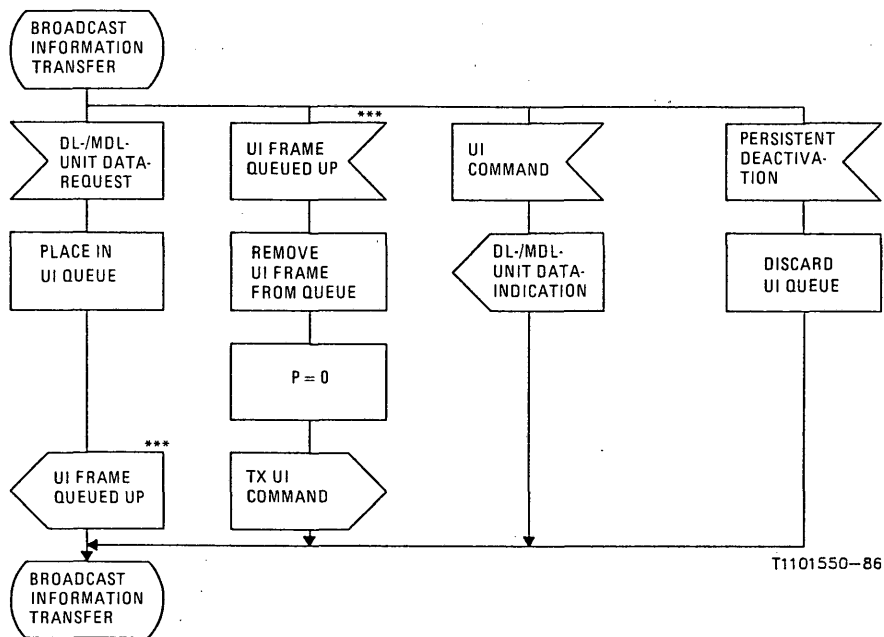 BROADCAST
INFORMATION
TRANSFER
***
DL-/MDL-
UNIT DATA-
REQUEST
UI FRAME
QUEUED UP
UI
COMMAND
PERSISTENT
DEACTIVA-
TION
PLACE IN
UI QUEUE
REMOVE
UI FRAME
FROM QUEUE
DL-/MDL-
UNIT DATA-
INDICATION
DISCARD
UI QUEUE
P = 0
***
UI FRAME
QUEUED UP
TX UI
COMMAND
T1101550-86
BROADCAST
INFORMATION
TRANSFER